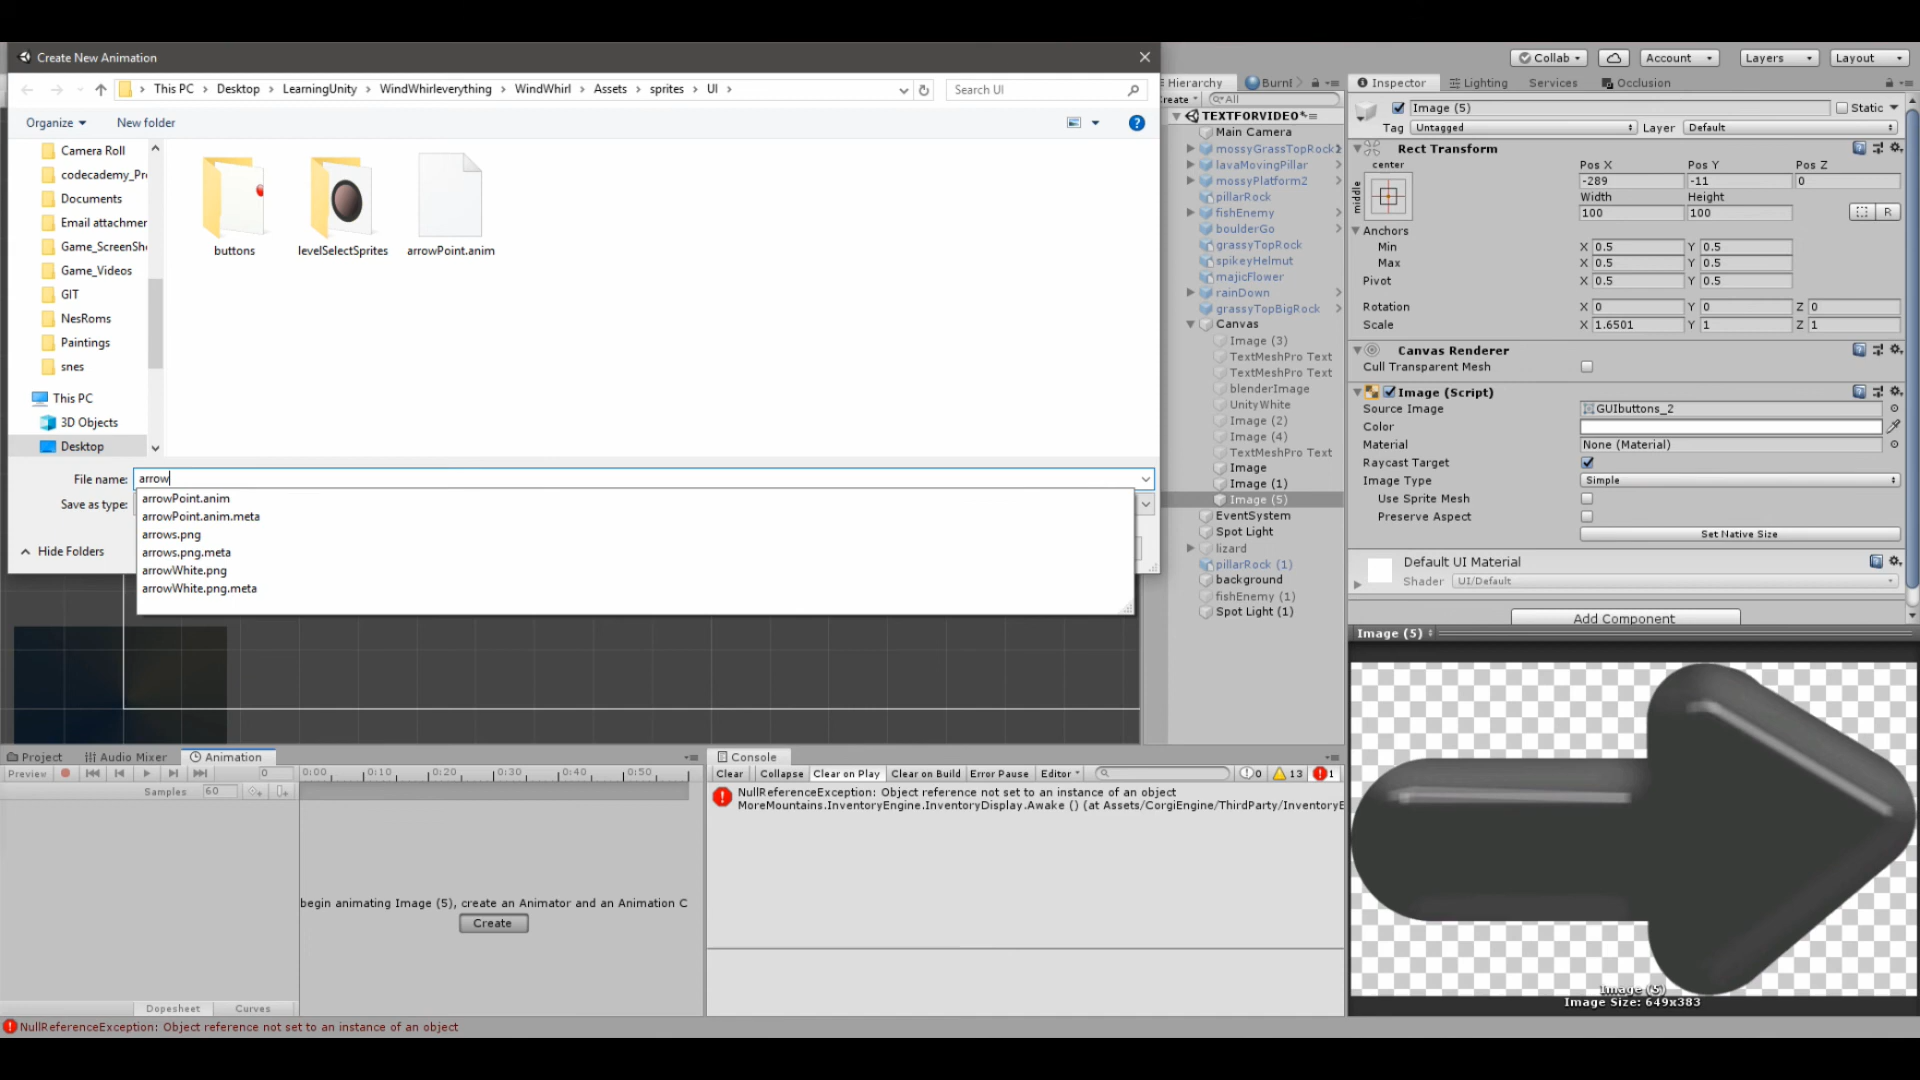 Create New Animation
This PC > Desktop > LearningUnity > WindWhirleverything > WindWhirl > Assets > sprites > UI >
Search UI
Organize
New folder
Camera Roll
codecademy_Pr
Documents
Email attachmer
Game_ScreenSh
Game_Videos
GIT
NesRoms
Paintings
snes
This PC
3D Objects
Desktop
buttons
levelSelectSprites
arrowPoint.anim
File name: arrow
Save as type:
arrowPoint.anim
arrowPoint.anim.meta
arrows.png
arrows.png.meta
arrowWhite.png
arrowWhite.png.meta
Hide Folders
Collab
Account
Layers
Layout
Hierarchy
BurnE
reate
All
TEXTFORVIDEO*
Main Camera
mossyGrassTopRock
lavaMovingPillar
mossyPlatform2
pillarRock
fishEnemy
boulderGo
grassyTopRock
spikeyHelmut
majicFlower
rainDown
grassyTopBigRock
Canvas
Image (3)
TextMeshPro Text
TextMeshPro Text
blenderImage
UnityWhite
Image (2)
Image (4)
TextMeshPro Text
Image
Image (1)
Image (5)
EventSystem
Spot Light
lizard
pillarRock (1)
background
fishEnemy (1)
Spot Light (1)
Inspector
Lighting
Services
Occlusion
Image (5)
Static
Tag Untagged Layer Default
Rect Transform
center
middle
Pos X Pos Y Pos Z
-289 -11 0
Width Height
100 100
R
Anchors
Min X 0.5 Y 0.5
Max X 0.5 Y 0.5
Pivot X 0.5 Y 0.5
Rotation X 0 Y 0 Z 0
Scale X 1.6501 Y 1 Z 1
Canvas Renderer
Cull Transparent Mesh
Image (Script)
Source Image GUIbuttons_2
Color
Material None (Material)
Raycast Target
Image Type Simple
Use Sprite Mesh
Preserve Aspect
Set Native Size
Default UI Material
Shader UI/Default
Add Component
Image (5)
Image (5)
Image Size: 649x383
Project
Audio Mixer
Animation
Preview
0
0:00 0:10 0:20 0:30 0:40 0:50
Samples 60
begin animating Image (5), create an Animator and an Animation C
Create
Dopesheet
Curves
Console
Clear
Collapse
Clear on Play
Clear on Build
Error Pause
Editor
0
13
1
NullReferenceException: Object reference not set to an instance of an object
MoreMountains.InventoryEngine.InventoryDisplay.Awake () (at Assets/CorgiEngine/ThirdParty/InventoryE
NullReferenceException: Object reference not set to an instance of an object